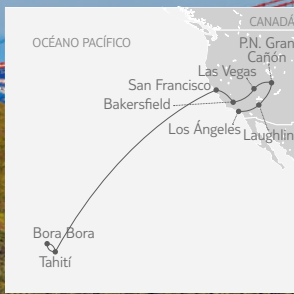 CANADÁ
OCÉANO PACÍFICO
P.N. Gran
Cañón
Las Vegas
San Francisco
Bakersfield
Los Ángeles
Laughlin
Bora Bora
Tahití